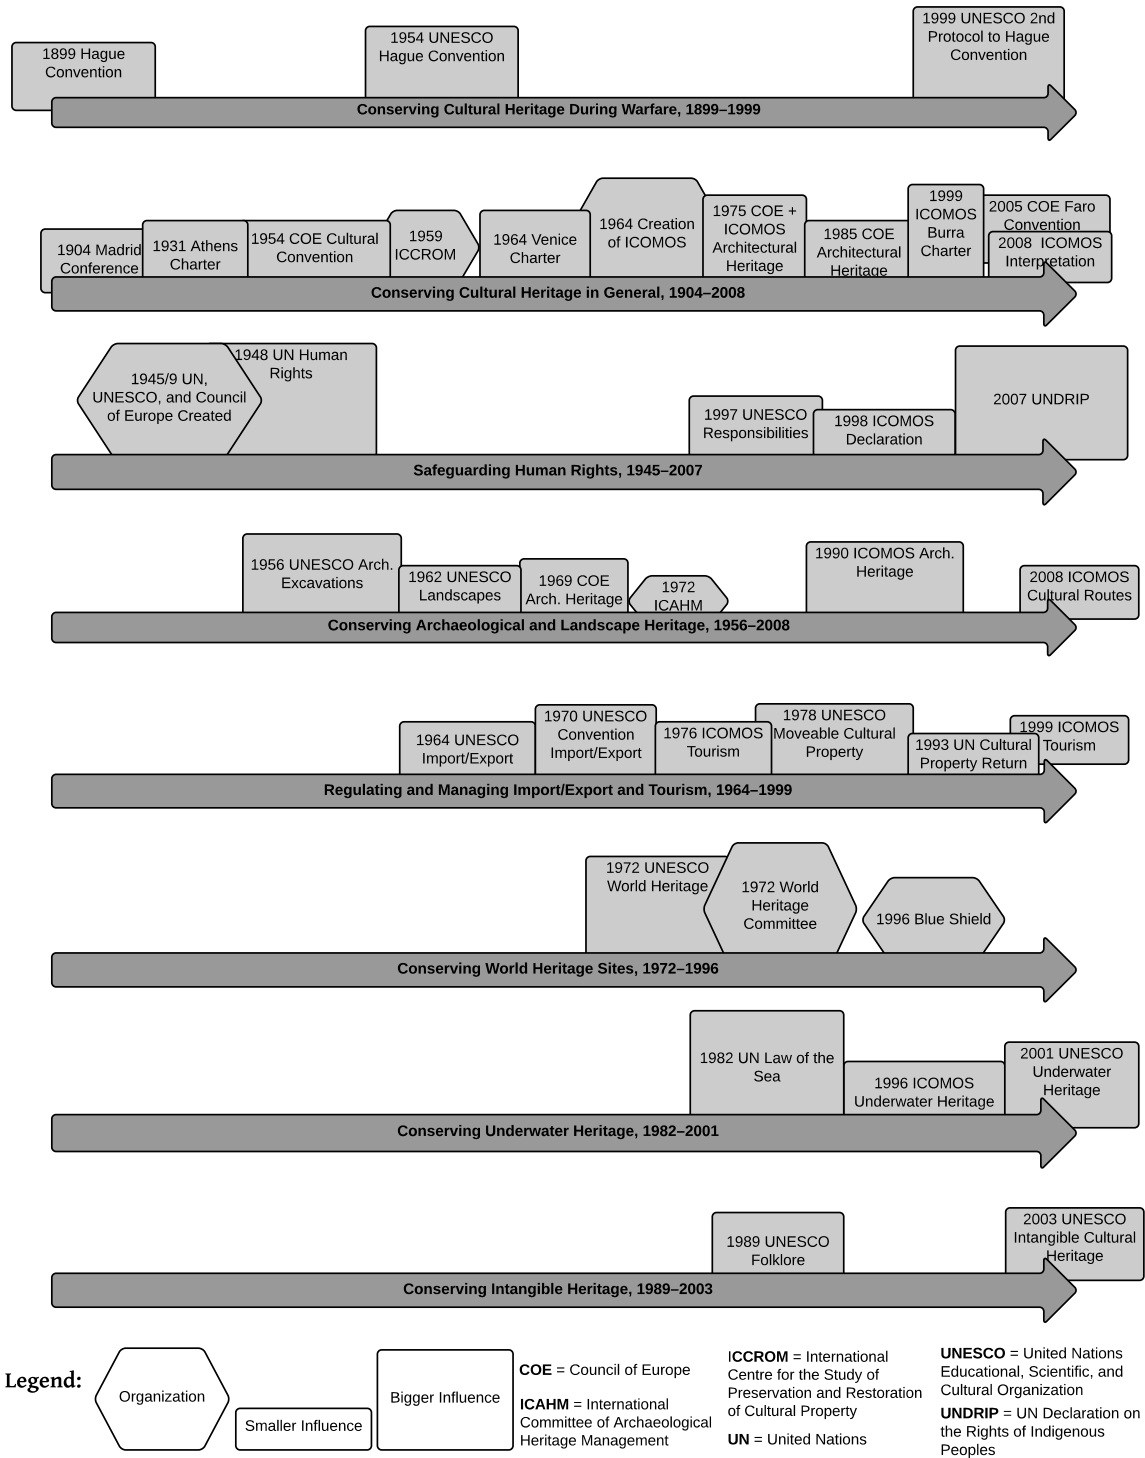 1899 Hague
Convention
1954 UNESCO
Hague Convention
1999 UNESCO 2nd
Protocol to Hague
Convention
Conserving Cultural Heritage During Warfare, 1899–1999
1904 Madrid
Conference
1931 Athens
Charter
1954 COE Cultural
Convention
1959
ICCROM
1964 Venice
Charter
1964 Creation
of ICOMOS
1975 COE +
ICOMOS
Architectural
Heritage
1985 COE
Architectural
Heritage
1999
ICOMOS
Burra
Charter
2005 COE Faro
Convention
2008 ICOMOS
Interpretation
Conserving Cultural Heritage in General, 1904–2008
1945/9 UN,
UNESCO, and Council
of Europe Created
1948 UN Human
Rights
1997 UNESCO
Responsibilities
1998 ICOMOS
Declaration
2007 UNDRIP
Safeguarding Human Rights, 1945–2007
1956 UNESCO Arch.
Excavations
1962 UNESCO
Landscapes
1969 COE
Arch. Heritage
1972
ICAHM
1990 ICOMOS Arch.
Heritage
2008 ICOMOS
Cultural Routes
Conserving Archaeological and Landscape Heritage, 1956–2008
1964 UNESCO
Import/Export
1970 UNESCO
Convention
Import/Export
1976 ICOMOS
Tourism
1978 UNESCO
Moveable Cultural
Property
1993 UN Cultural
Property Return
1999 ICOMOS
Tourism
Regulating and Managing Import/Export and Tourism, 1964–1999
1972 UNESCO
World Heritage
1972 World
Heritage
Committee
1996 Blue Shield
Conserving World Heritage Sites, 1972–1996
1982 UN Law of the
Sea
1996 ICOMOS
Underwater Heritage
2001 UNESCO
Underwater
Heritage
Conserving Underwater Heritage, 1982–2001
1989 UNESCO
Folklore
2003 UNESCO
Intangible Cultural
Heritage
Conserving Intangible Heritage, 1989–2003
Legend:
Organization
Smaller Influence
Bigger Influence
COE = Council of Europe
ICAHM = International
Committee of Archaeological
Heritage Management
ICCROM = International
Centre for the Study of
Preservation and Restoration
of Cultural Property
UN = United Nations
UNESCO = United Nations
Educational, Scientific, and
Cultural Organization
UNDRIP = UN Declaration on
the Rights of Indigenous
Peoples